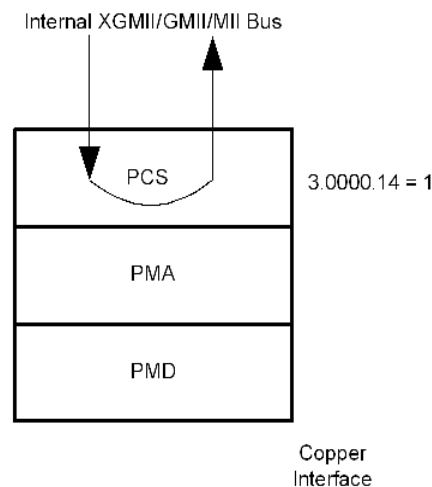 Internal XGMII/GMII/MII Bus
PCS
3.0000.14 = 1
PMA
PMD
Copper
Interface